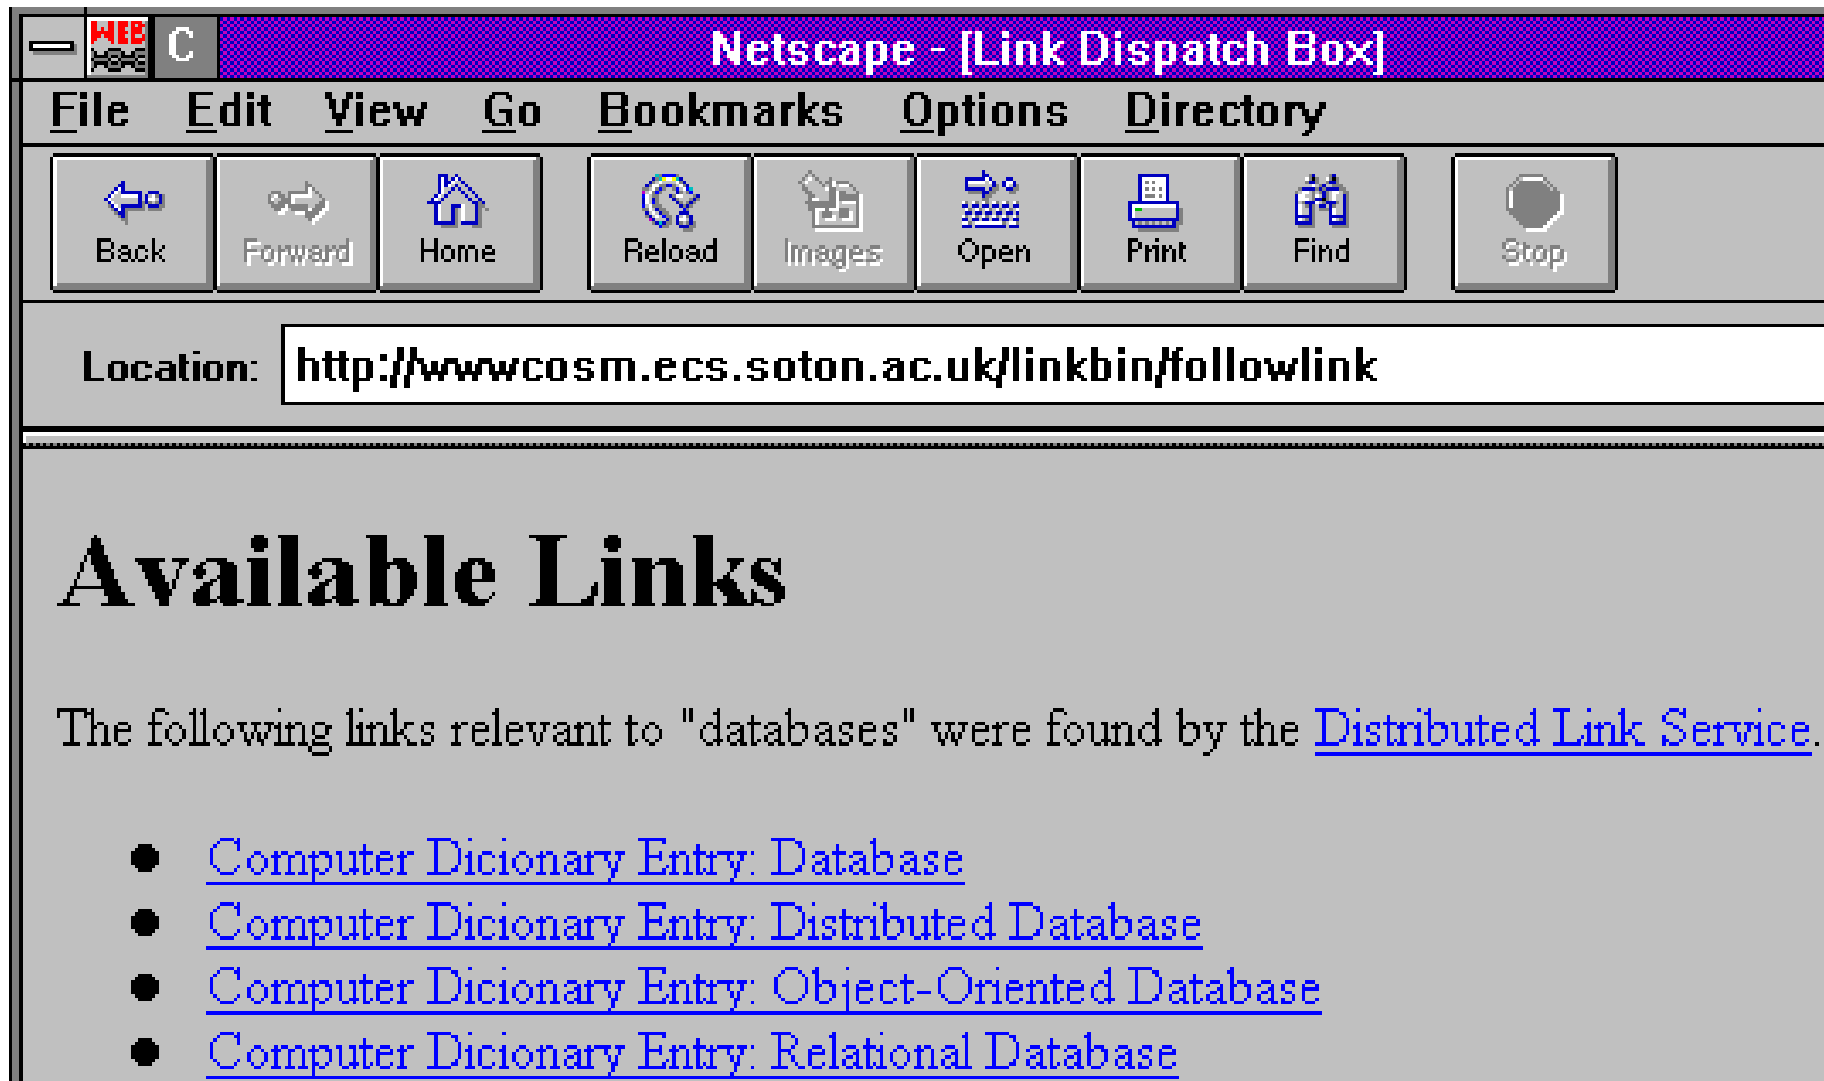 WEB C Netscape - [Link Dispatch Box]
File Edit View Go Bookmarks Options Directory
Back Forward Home Reload Images Open Print Find Stop
Location: http://wwwcosm.ecs.soton.ac.uk/linkbin/followlink
Available Links
The following links relevant to "databases" were found by the Distributed Link Service.
Computer Dicionary Entry: Database
Computer Dicionary Entry: Distributed Database
Computer Dicionary Entry: Object-Oriented Database
Computer Dicionary Entry: Relational Database